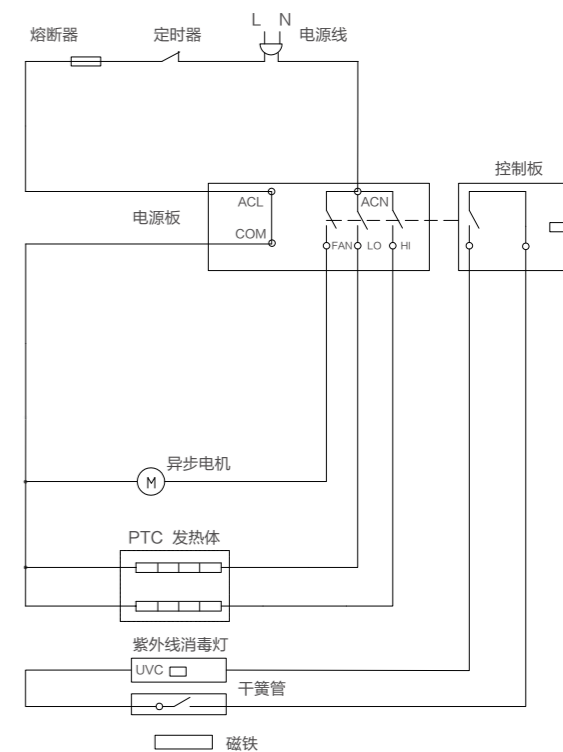 L N
熔断器 定时器 电源线
控制板
ACL ACN
电源板
COM
FAN LO HI
异步电机
M
PTC 发热体
紫外线消毒灯
UVC
干簧管
磁铁